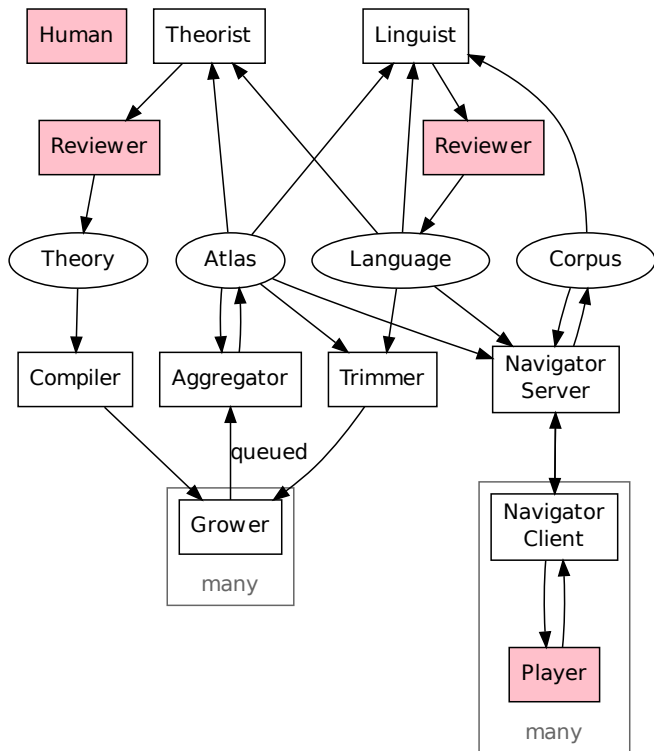 Human
Theorist
Linguist
Reviewer
Reviewer
Theory
Atlas
Language
Corpus
Compiler
Aggregator
Trimmer
Navigator
Server
queued
Grower
many
Navigator
Client
Player
many